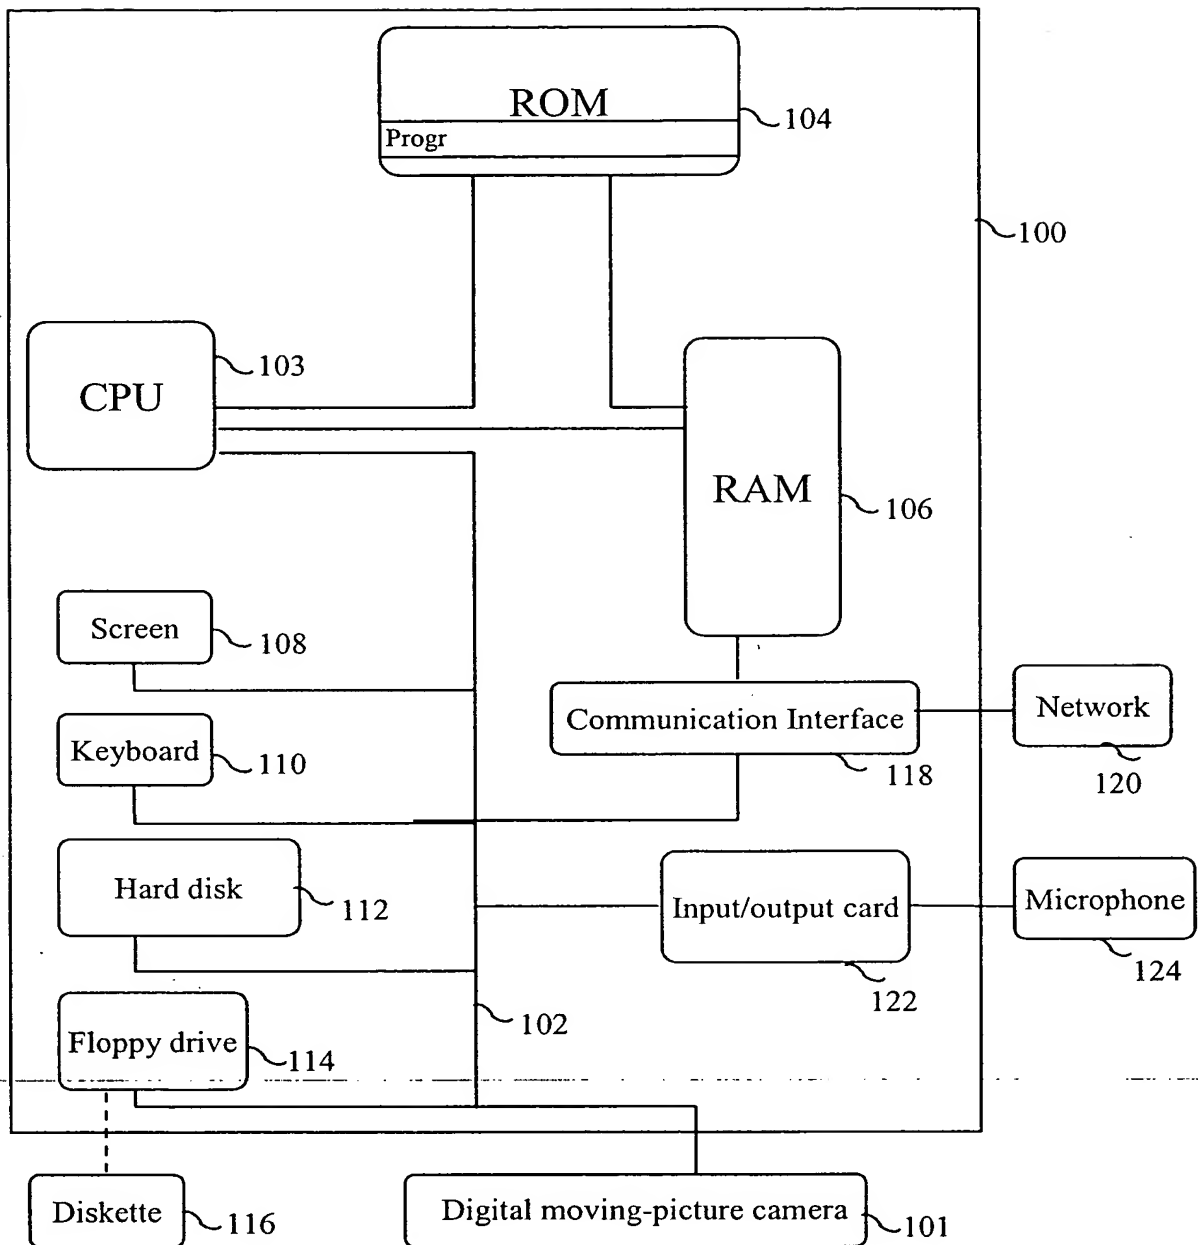 ROM
104
Progr
100
CPU
103
RAM
106
Screen
108
Communication Interface
118
Network
120
Keyboard
110
Hard disk
112
Input/output card
122
Microphone
124
Floppy drive
114
102
Diskette
116
Digital moving-picture camera
101